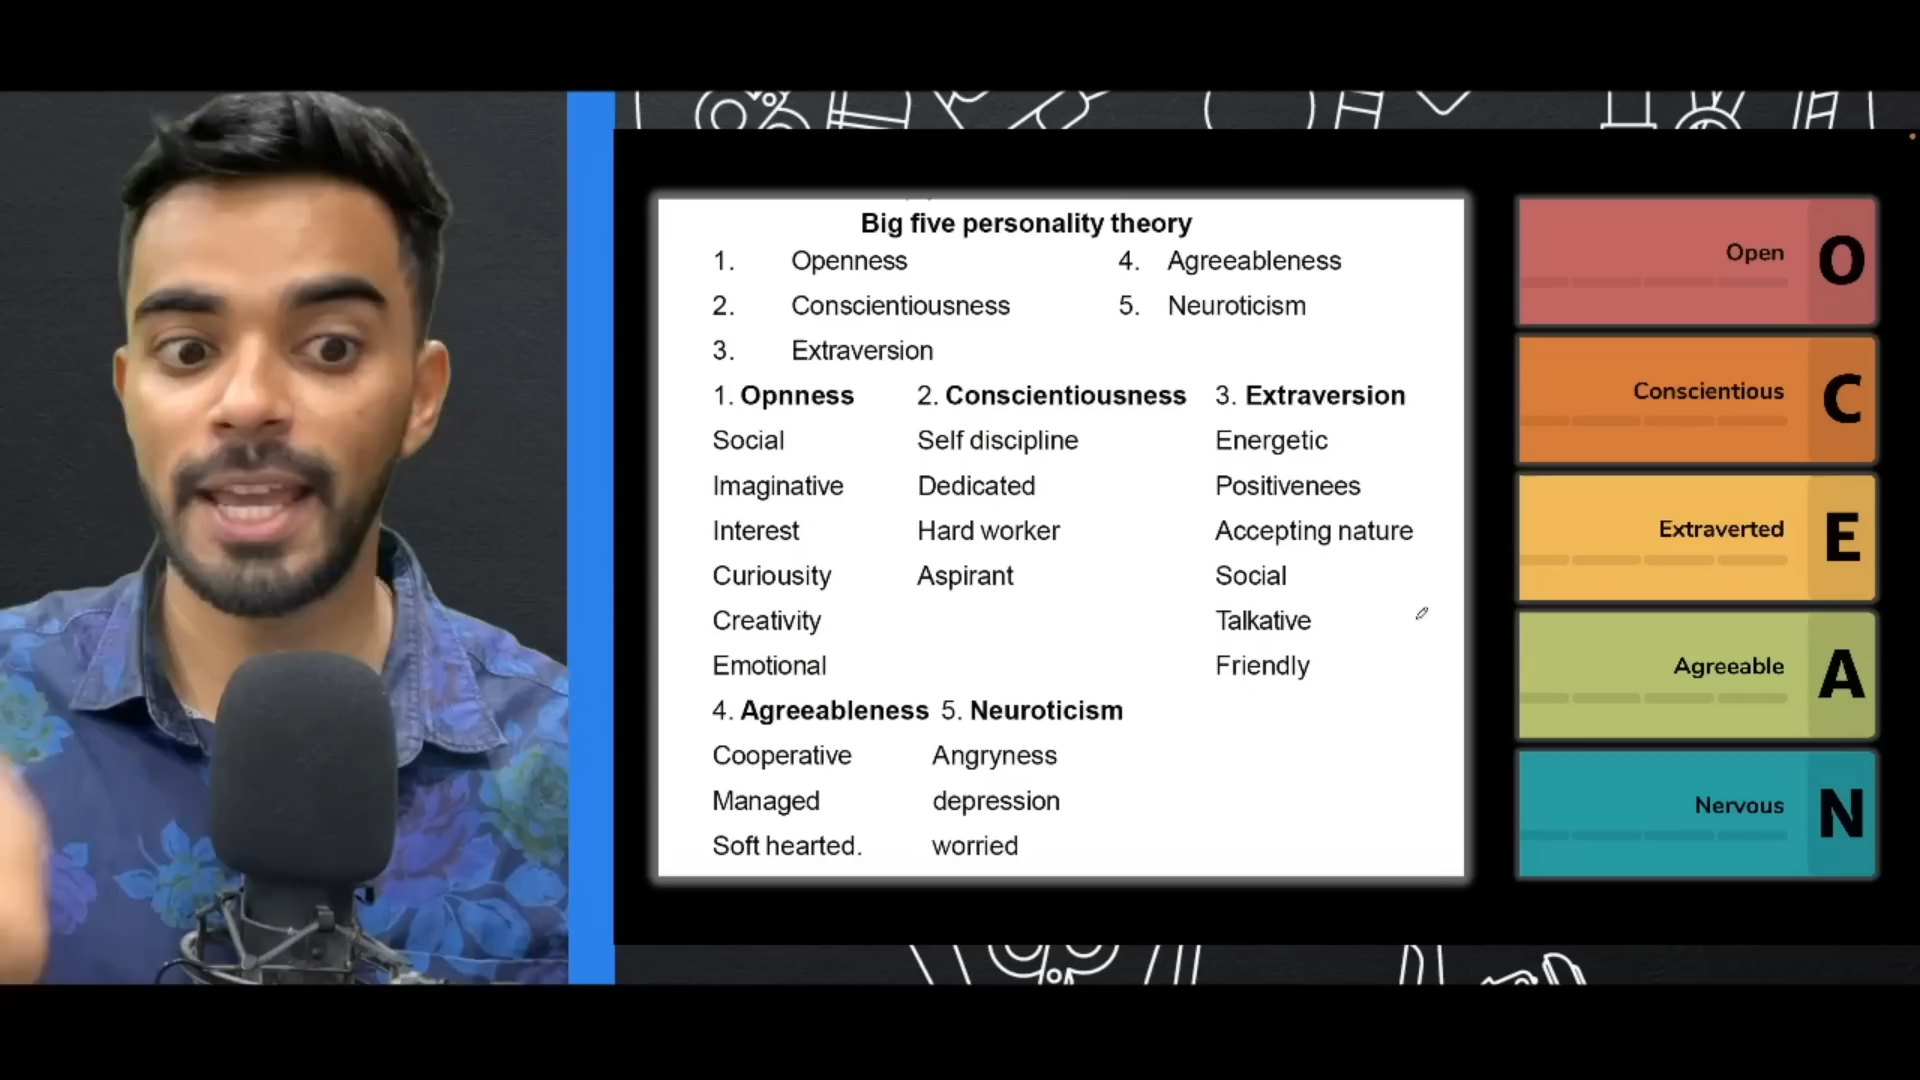 Big five personality theory
1. Openness 4. Agreeableness
2. Conscientiousness 5. Neuroticism
3. Extraversion
1. Opnness 2. Conscientiousness 3. Extraversion
Social Self discipline Energetic
Imaginative Dedicated Positivenees
Interest Hard worker Accepting nature
Curiousity Aspirant Social
Creativity Talkative
Emotional Friendly
4. Agreeableness 5. Neuroticism
Cooperative Angryness
Managed depression
Soft hearted. worried
Open O
Conscientious C
Extraverted E
Agreeable A
Nervous N